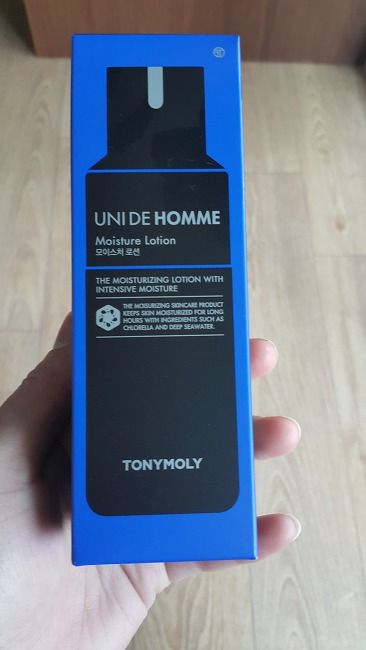 UNI DE HOMME
Moisture Lotion
모이스처 로션
THE MOISTURIZING LOTION WITH
INTENSIVE MOISTURE
THE MOISURIZING SKINCARE PRODUCT
KEEPS SKIN MOISTURIZED FOR LONG
HOURS WITH INGREDIENTS SUCH AS
CHLORELLA AND DEEP SEAWATER.
TONYMOLY